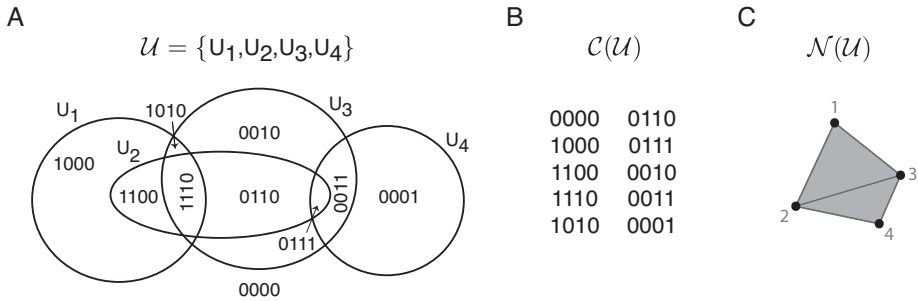 A
𝒰 = {U₁,U₂,U₃,U₄}
U₁
1010
U₃
0010
U₄
U₂
1000
1100
1110
0110
0011
0001
0111
0000
B
𝒞(𝒰)
0000 0110
1000 0111
1100 0010
1110 0011
1010 0001
C
𝒩(𝒰)
1
3
2
4